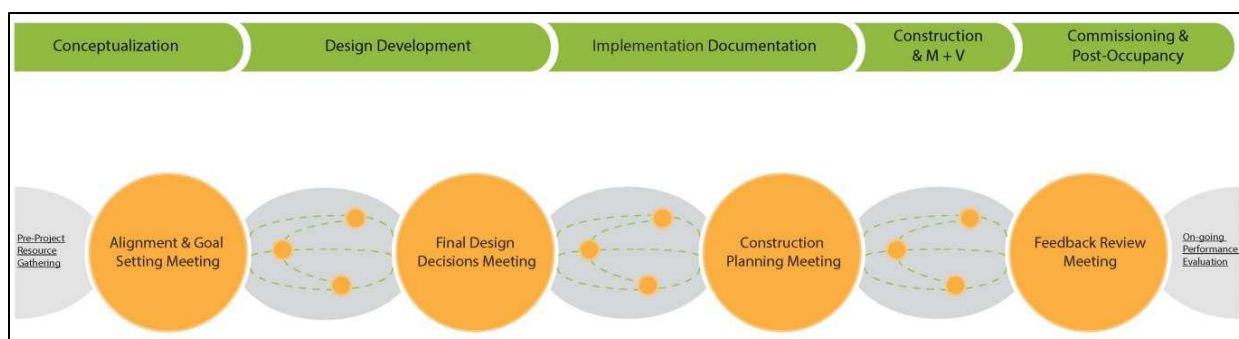 Conceptualization
Design Development
Implementation Documentation
Construction
& M + V
Commissioning &
Post-Occupancy
Pre-Project
Resource
Gathering
Alignment & Goal
Setting Meeting
Final Design
Decisions Meeting
Construction
Planning Meeting
Feedback Review
Meeting
On-going
Performance
Evaluation